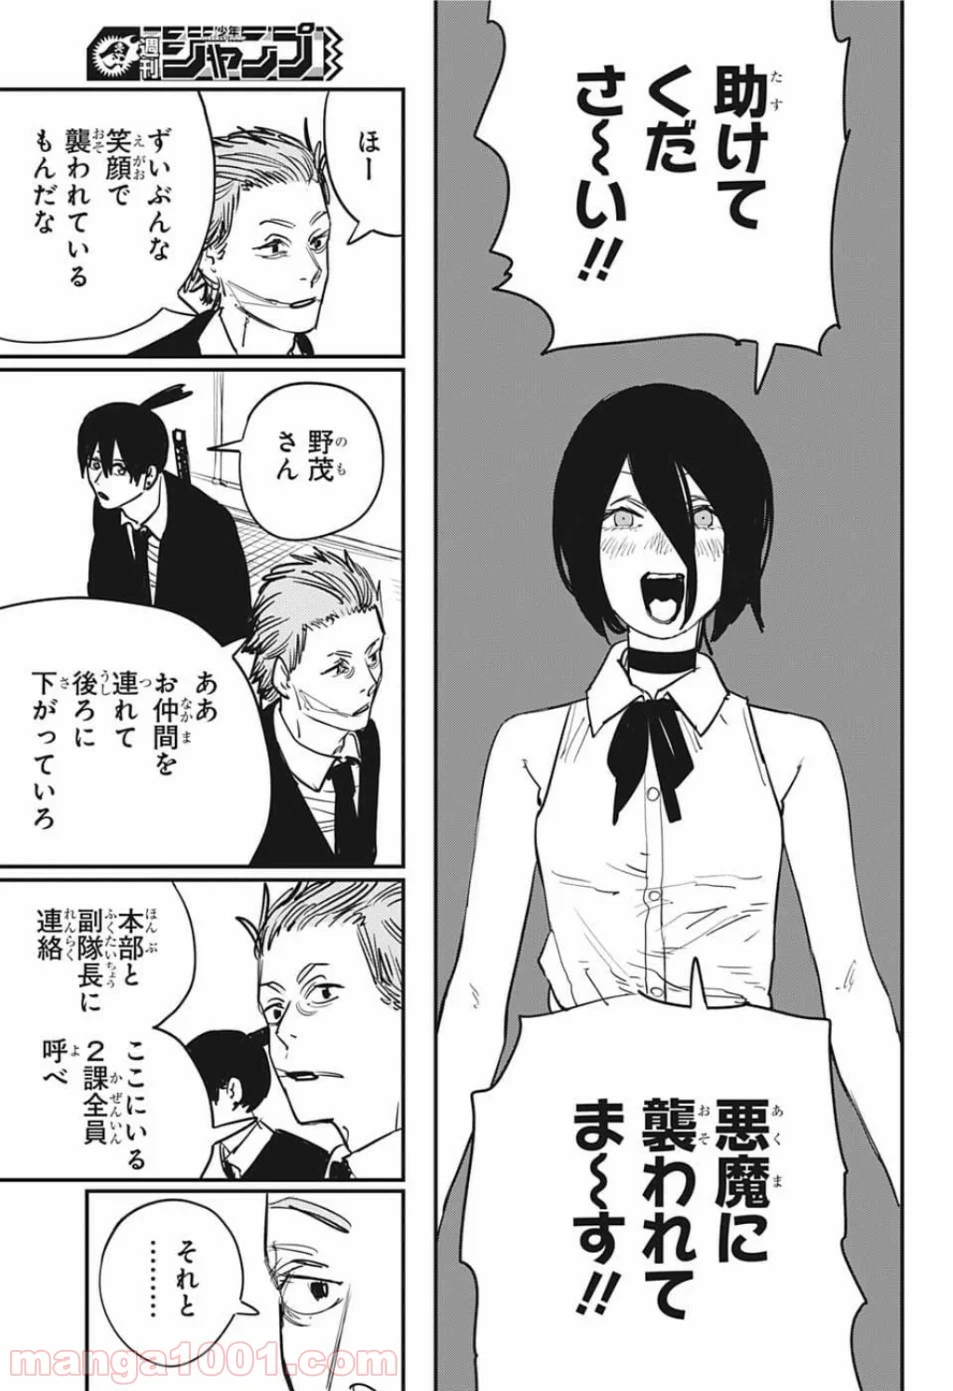 週刊
少年
ジャンプ
助けて
くだ
さ〜い!!
悪魔に
襲われて
ま〜す!!
ほー
ずいぶんな
笑顔で
襲われている
もんだな
野茂
さん
ああ
お仲間を
連れて
後ろに
下がっていろ
本部と
副隊長に
連絡
ここにいる
2課全員
呼べ
それと
………
manga1001.com